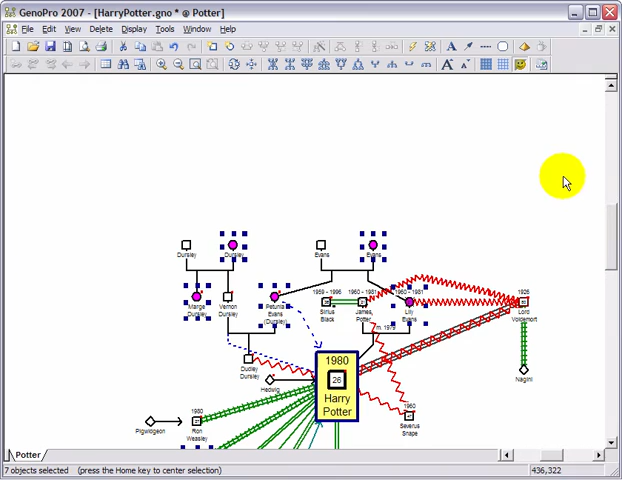 GenoPro 2007 - [HarryPotter.gno * @ Potter]
File Edit View Delete Display Tools Window Help
Dursley
Dursley
Evans
Evans
Marge
Dursley
Vernon
Dursley
Petunia
Evans
(Dursley)
1959 - 1996
Sirius
Black
1960 - 1981
James
Potter
1960 - 1981
Lily
Evans
1926
Lord
Voldemort
m. 1979
Dudley
Dursley
Hedwig
1980
26
Harry
Potter
Nagini
Pigwidgeon
1980
Ron
Weasley
1960
Severus
Snape
Potter
7 objects selected (press the Home key to center selection)
436,322